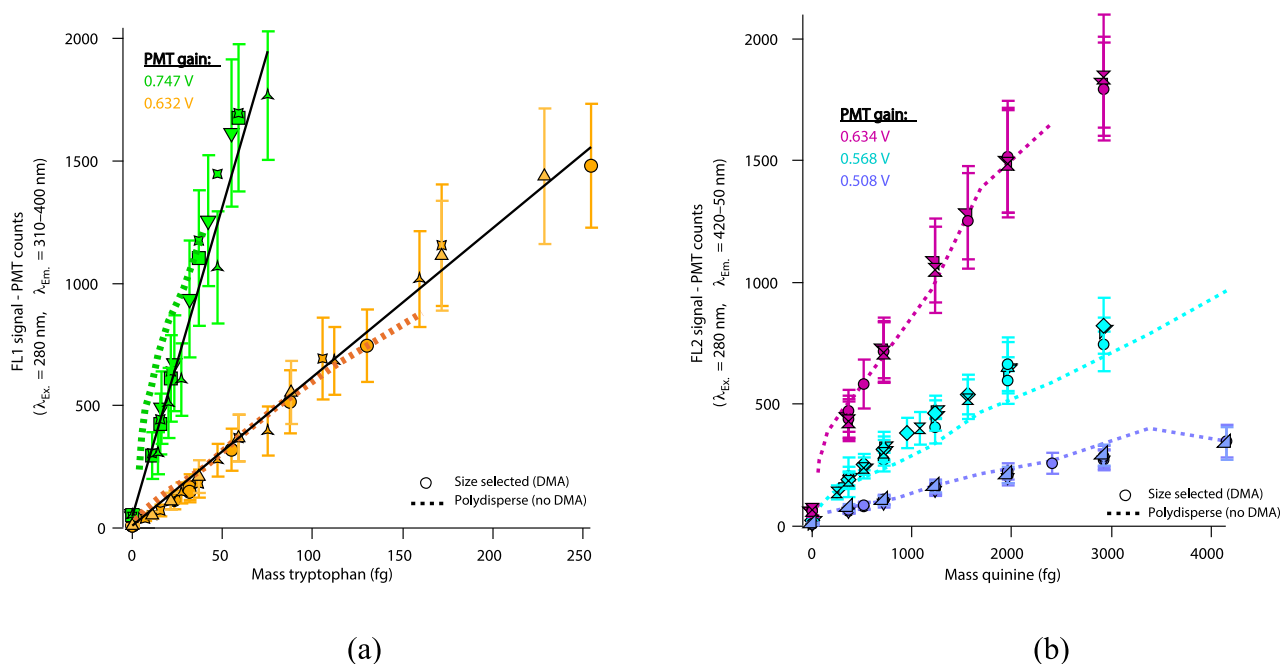 2000
1500
1000
500
0
FL1 signal - PMT counts
(λEx. = 280 nm, λEm. = 310–400 nm)
PMT gain:
0.747 V
0.632 V
Size selected (DMA)
Polydisperse (no DMA)
0 50 100 150 200 250
Mass tryptophan (fg)
(a)
2000
1500
1000
500
0
FL2 signal - PMT counts
(λEx. = 280 nm, λEm. = 420–50 nm)
PMT gain:
0.634 V
0.568 V
0.508 V
Size selected (DMA)
Polydisperse (no DMA)
0 1000 2000 3000 4000
Mass quinine (fg)
(b)